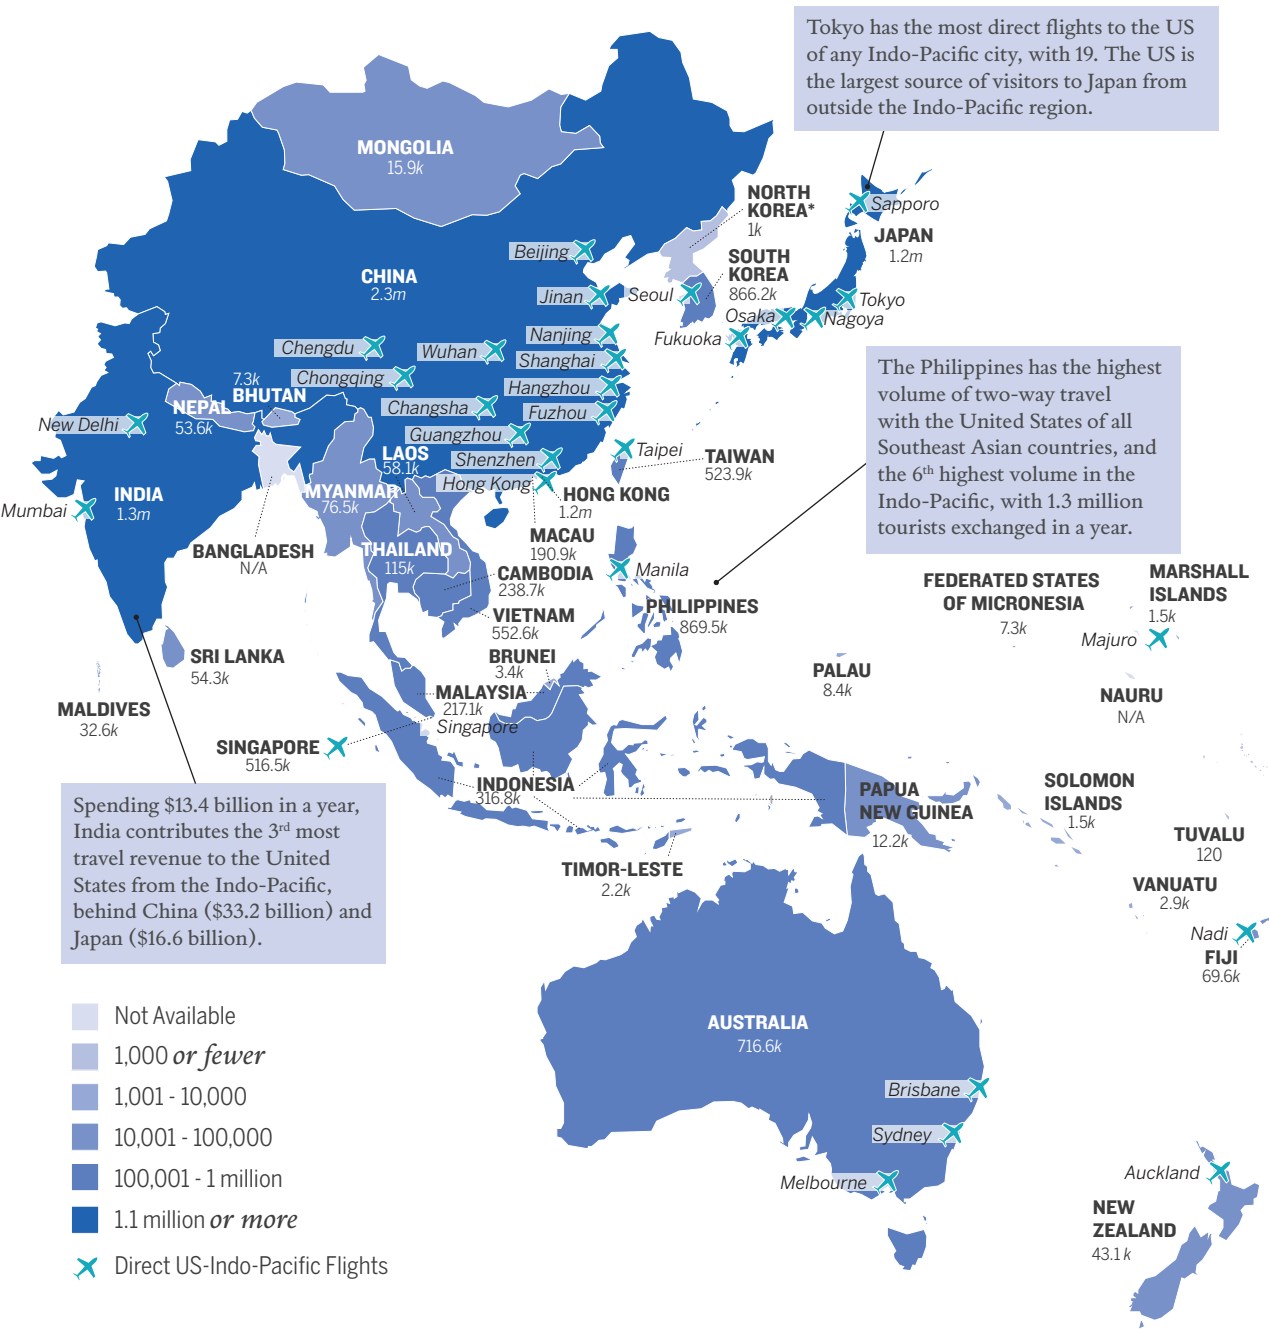 Tokyo has the most direct flights to the US
of any Indo-Pacific city, with 19. The US is
the largest source of visitors to Japan from
outside the Indo-Pacific region.
MONGOLIA
15.9k
NORTH
KOREA*
1k
Sapporo
JAPAN
1.2m
Beijing
SOUTH
KOREA
866.2k
CHINA
2.3m
Jinan
Seoul
Tokyo
Osaka
Nagoya
Fukuoka
Nanjing
Chengdu
Wuhan
Shanghai
Chongqing
Hangzhou
7.3k
BHUTAN
NEPAL
53.6k
Changsha
Fuzhou
New Delhi
Guangzhou
Taipei
TAIWAN
523.9k
LAOS
58.1k
Shenzhen
Hong Kong
HONG KONG
1.2m
MYANMAR
76.5k
INDIA
1.3m
Mumbai
MACAU
190.9k
BANGLADESH
N/A
THAILAND
115k
CAMBODIA
238.7k
Manila
VIETNAM
552.6k
PHILIPPINES
869.5k
The Philippines has the highest
volume of two-way travel
with the United States of all
Southeast Asian countries, and
the 6th highest volume in the
Indo-Pacific, with 1.3 million
tourists exchanged in a year.
FEDERATED STATES
OF MICRONESIA
7.3k
MARSHALL
ISLANDS
1.5k
Majuro
SRI LANKA
54.3k
BRUNEI
3.4k
PALAU
8.4k
MALDIVES
32.6k
MALAYSIA
217.1k
Singapore
NAURU
N/A
SINGAPORE
516.5k
INDONESIA
316.8k
PAPUA
NEW GUINEA
12.2k
SOLOMON
ISLANDS
1.5k
Spending $13.4 billion in a year,
India contributes the 3rd most
travel revenue to the United
States from the Indo-Pacific,
behind China ($33.2 billion) and
Japan ($16.6 billion).
TUVALU
120
TIMOR-LESTE
2.2k
VANUATU
2.9k
Nadi
FIJI
69.6k
AUSTRALIA
716.6k
Brisbane
Sydney
Melbourne
Auckland
NEW
ZEALAND
43.1k
Not Available
1,000 or fewer
1,001 - 10,000
10,001 - 100,000
100,001 - 1 million
1.1 million or more
Direct US-Indo-Pacific Flights